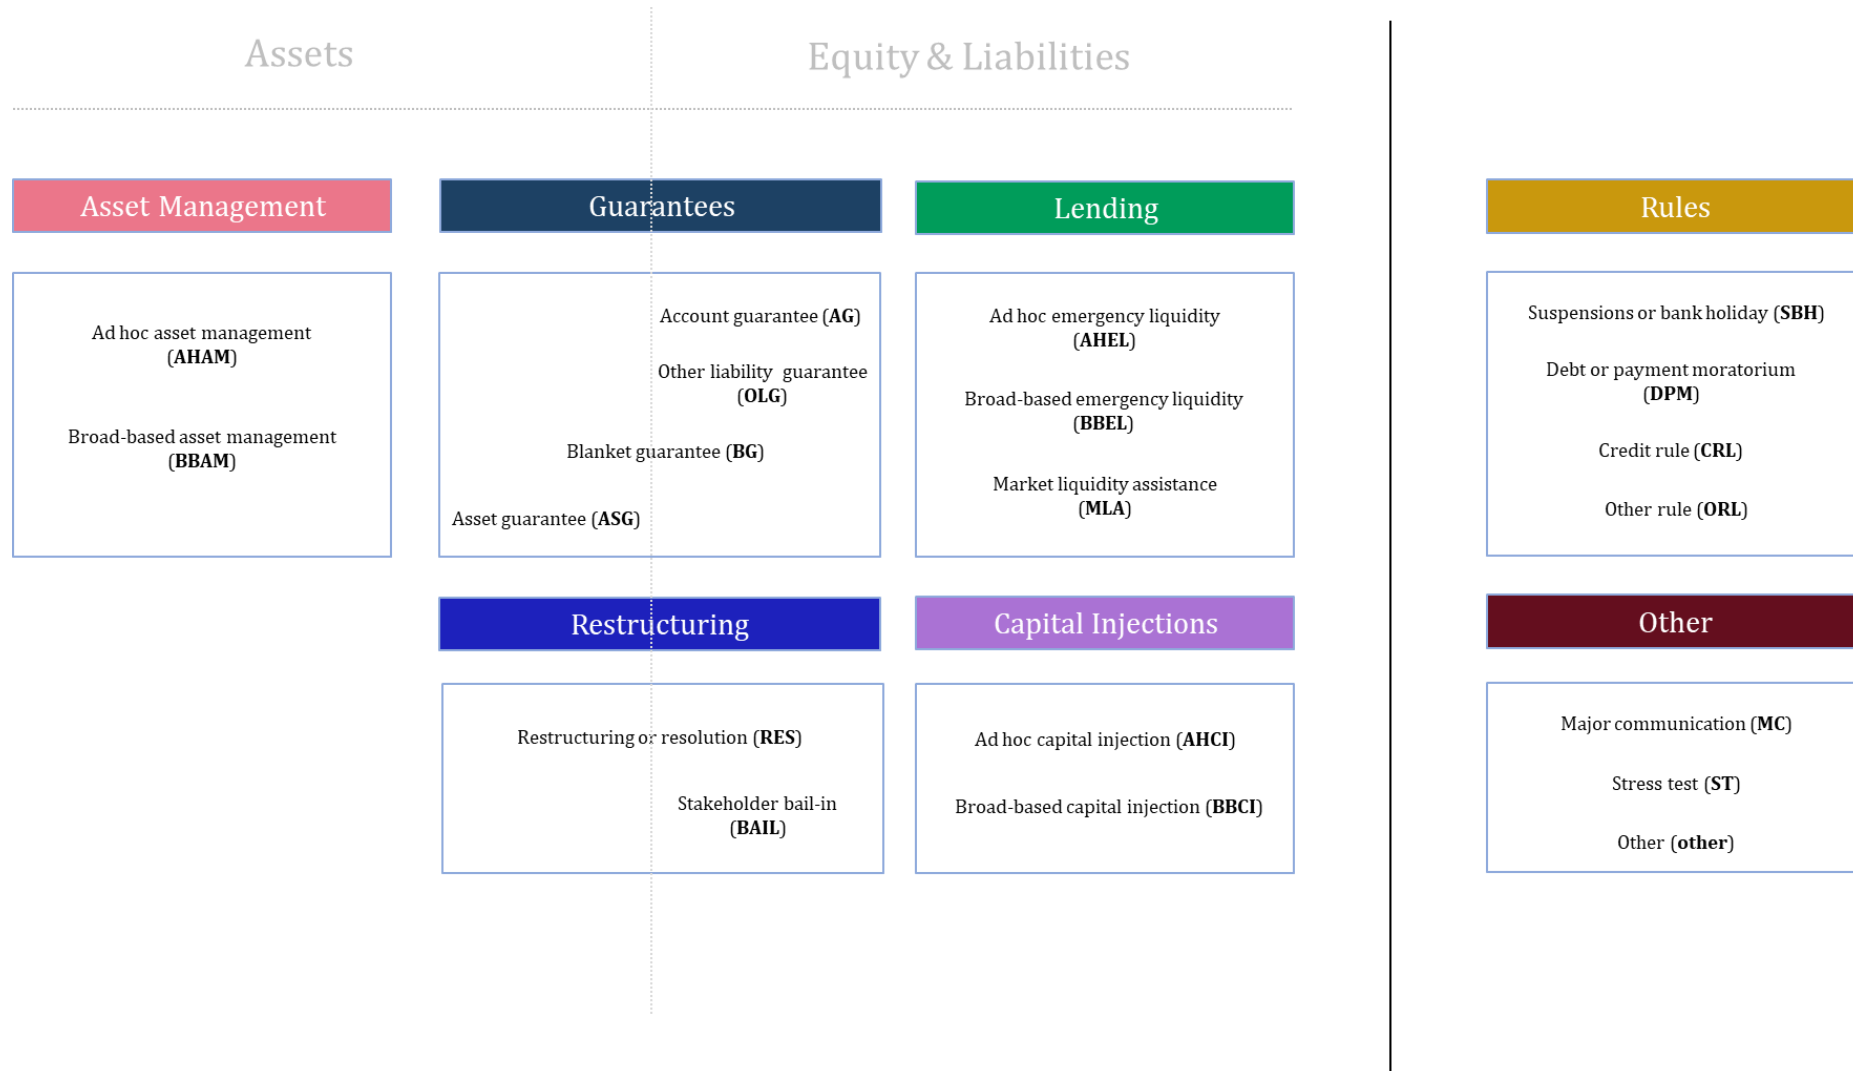 Assets
Equity & Liabilities
Asset Management
Ad hoc asset management
(AHAM)
Broad-based asset management
(BBAM)
Guarantees
Account guarantee (AG)
Other liability guarantee
(OLG)
Blanket guarantee (BG)
Asset guarantee (ASG)
Lending
Ad hoc emergency liquidity
(AHEL)
Broad-based emergency liquidity
(BBEL)
Market liquidity assistance
(MLA)
Restructuring
Restructuring or resolution (RES)
Stakeholder bail-in
(BAIL)
Capital Injections
Ad hoc capital injection (AHCI)
Broad-based capital injection (BBCI)
Rules
Suspensions or bank holiday (SBH)
Debt or payment moratorium
(DPM)
Credit rule (CRL)
Other rule (ORL)
Other
Major communication (MC)
Stress test (ST)
Other (other)